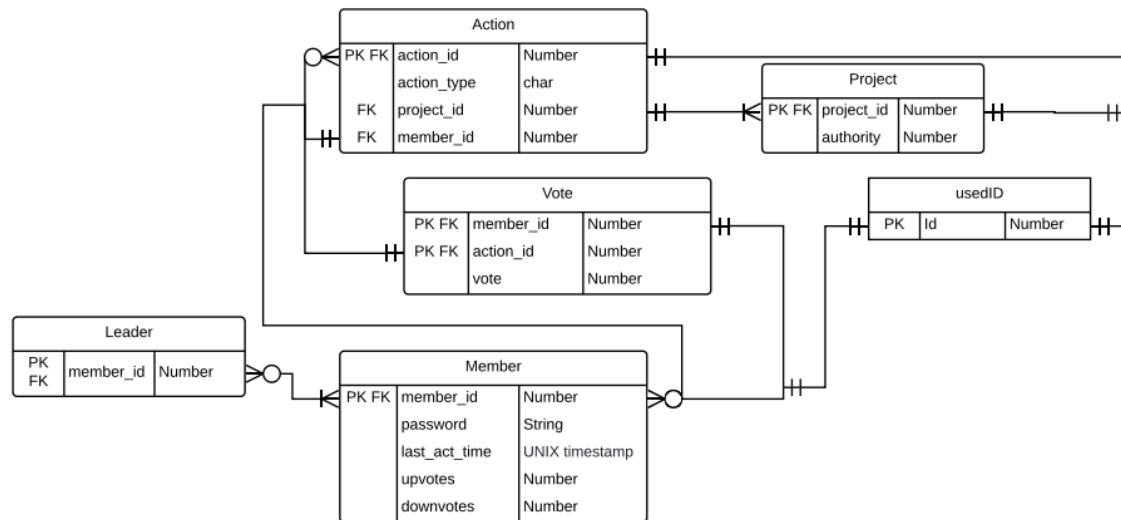 Action
PK FK action_id Number
action_type char
FK project_id Number
FK member_id Number
Project
PK FK project_id Number
authority Number
Vote
PK FK member_id Number
PK FK action_id Number
vote Number
usedID
PK Id Number
Leader
PK
FK member_id Number
Member
PK FK member_id Number
password String
last_act_time UNIX timestamp
upvotes Number
downvotes Number